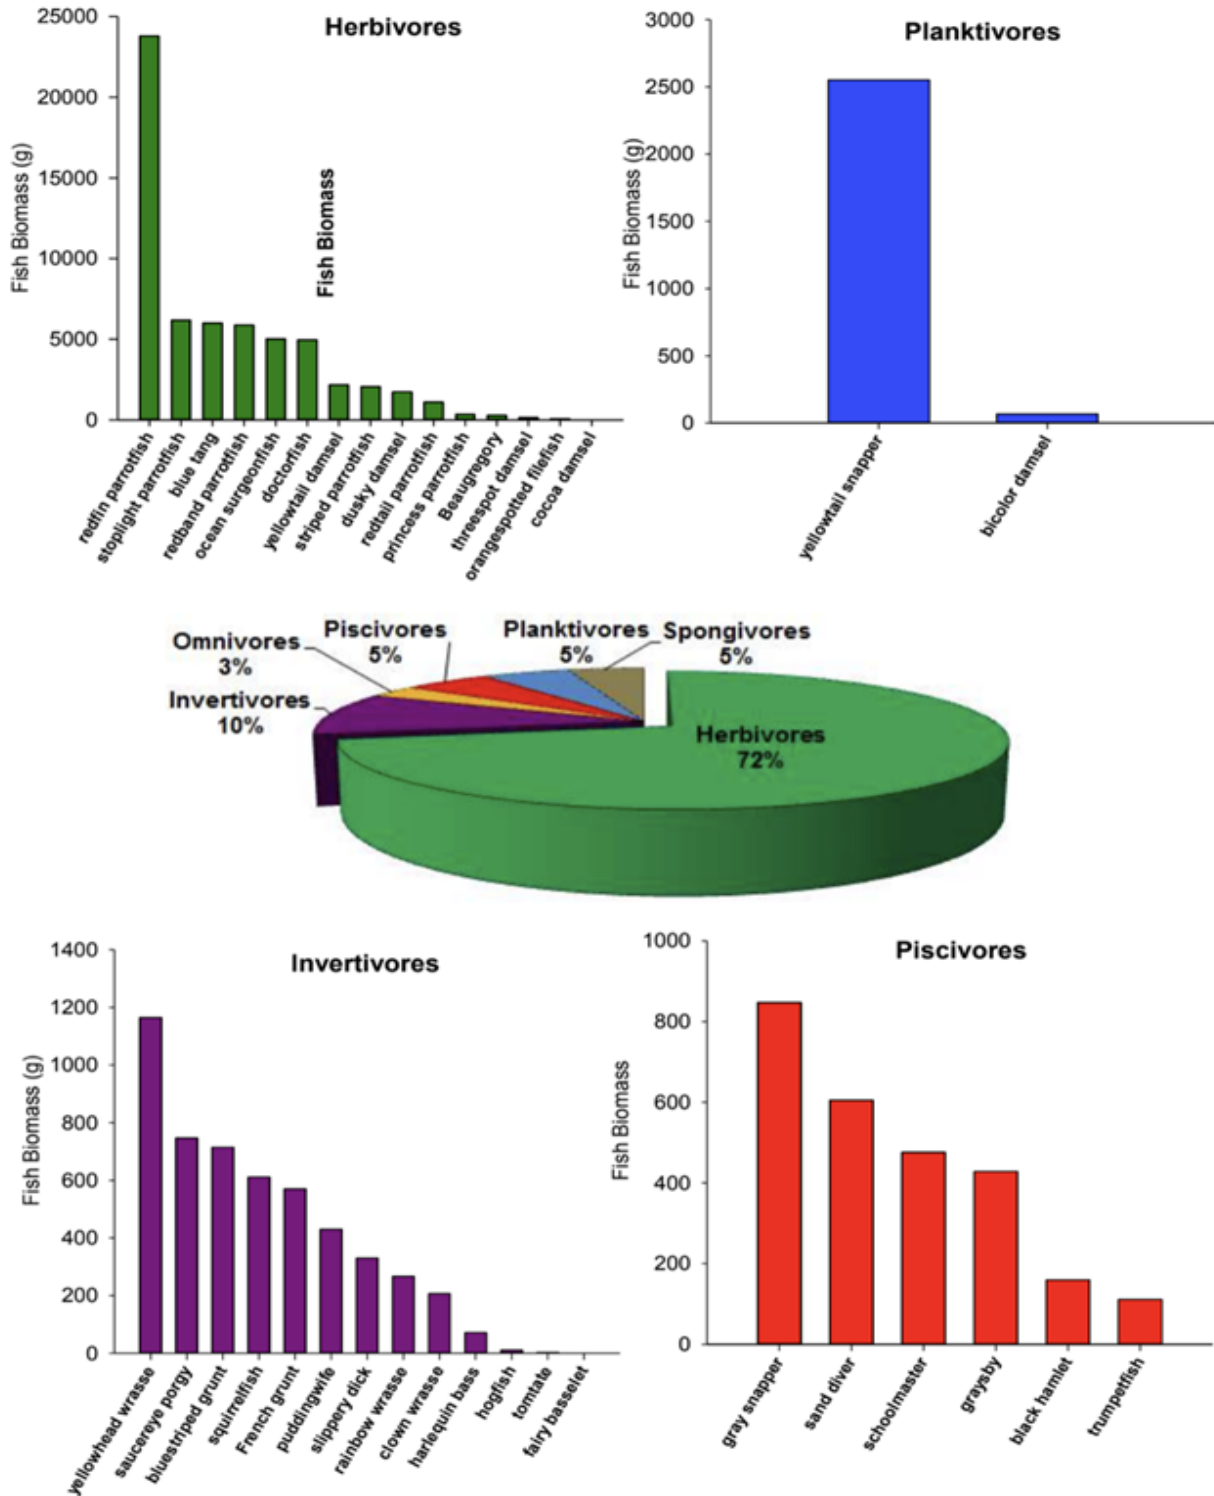 Herbivores
Fish Biomass (g)
25000
20000
15000
10000
5000
0
Fish Biomass
redfin parrotfish
stoplight parrotfish
blue tang
redband parrotfish
ocean surgeonfish
doctorfish
yellowtail damsel
striped parrotfish
dusky damsel
redtail parrotfish
princess parrotfish
Beaugregory
threespot damsel
orangespotted filefish
cocoa damsel
Planktivores
Fish Biomass (g)
3000
2500
2000
1500
1000
500
0
yellowtail snapper
bicolor damsel
Omnivores
3%
Piscivores
5%
Planktivores
5%
Spongivores
5%
Invertivores
10%
Herbivores
72%
Invertivores
Fish Biomass (g)
1400
1200
1000
800
600
400
200
0
yellowhead wrasse
saucereye porgy
bluestriped grunt
squirrelfish
French grunt
puddingwife
slippery dick
rainbow wrasse
clown wrasse
harlequin bass
hogfish
tomtate
fairy basselet
Piscivores
Fish Biomass
1000
800
600
400
200
0
gray snapper
sand diver
schoolmaster
graysby
black hamlet
trumpetfish